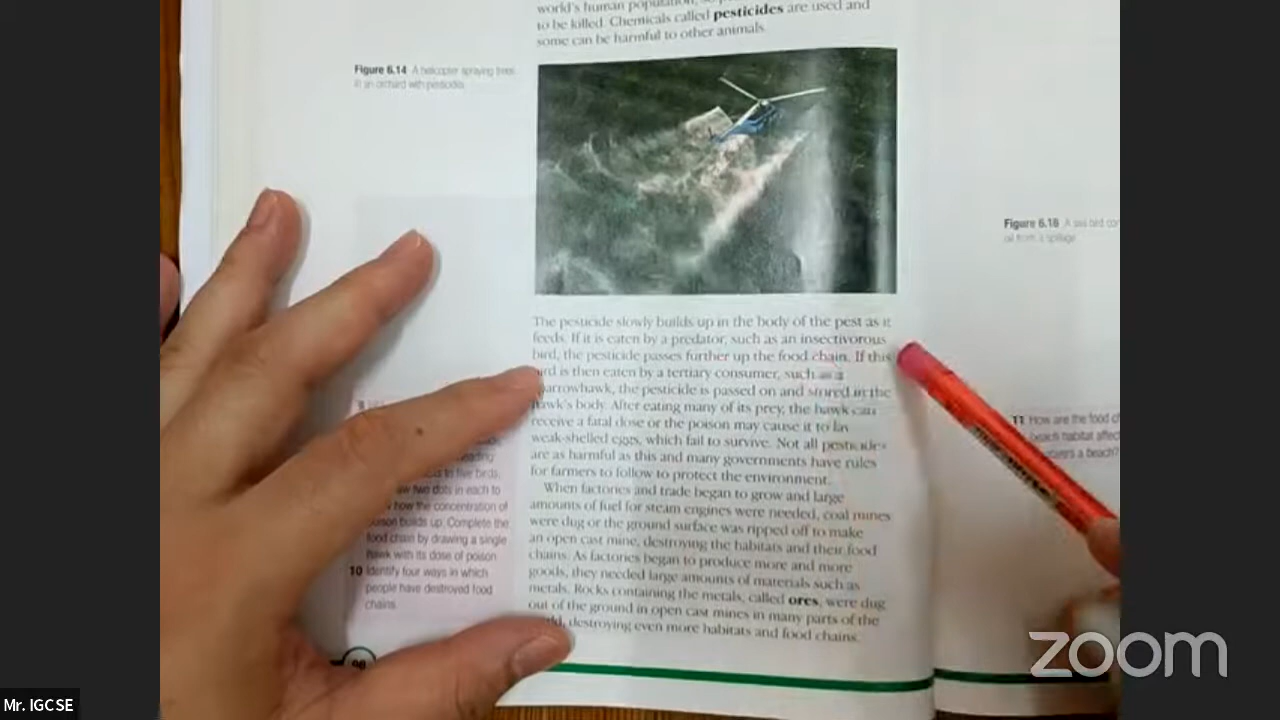 world's human population,
to be killed. Chemicals called pesticides are used and
some can be harmful to other animals.
Figure 6.14 A helicopter spraying trees
in an orchard with pesticides.
The pesticide slowly builds up in the body of the pest as it
feeds. If it is eaten by a predator, such as an insectivorous
bird, the pesticide passes further up the food chain. If this
bird is then eaten by a tertiary consumer, such as a
sparrowhawk, the pesticide is passed on and stored in the
hawk's body. After eating many of its prey, the hawk can
receive a fatal dose or the poison may cause it to lay
weak-shelled eggs, which fail to survive. Not all pesticides
are as harmful as this and many governments have rules
for farmers to follow to protect the environment.
When factories and trade began to grow and large
amounts of fuel for steam engines were needed, coal mines
were dug or the ground surface was ripped off to make
an open cast mine, destroying the habitats and their food
chains. As factories began to produce more and more
goods, they needed large amounts of materials such as
metals. Rocks containing the metals, called ores, were dug
out of the ground in open cast mines in many parts of the
destroying even more habitats and food chains.
to five birds.
two dots in each to
how the concentration of
poison builds up. Complete the
food chain by drawing a single
hawk with its dose of poison
10 Identify four ways in which
people have destroyed food
chains.
98
Figure 6.18 A sea bird
oil from a spillage
11 How are the food
beach habitat
a beach?
zoom
Mr. IGCSE